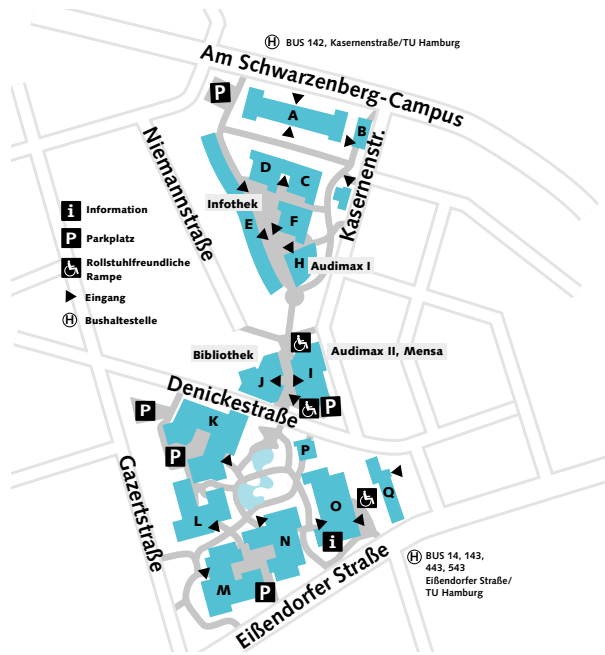 H BUS 142, Kasernenstraße/TU Hamburg
Am Schwarzenberg-Campus
P
A
B
Niemannstraße
Kasernenstr.
D
C
i Information
P Parkplatz
Rollstuhlfreundliche
Rampe
Eingang
H Bushaltestelle
Infothek
E
F
H
Audimax I
Bibliothek
Audimax II, Mensa
J
I
Denickestraße
P
P
K
P
P
Gazertstraße
L
O
Q
N
i
M
P
Eißendorfer Straße
H BUS 14, 143,
443, 543
Eißendorfer Straße/
TU Hamburg